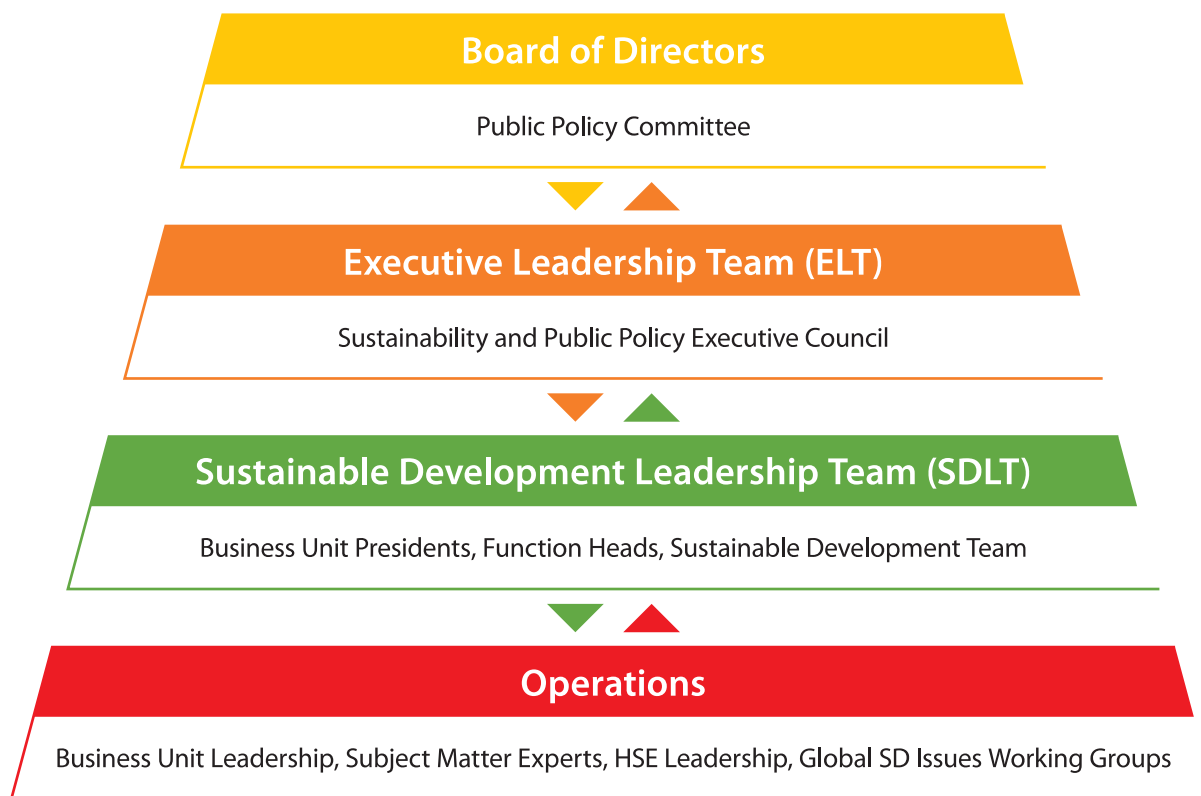 Board of Directors
Public Policy Committee
Executive Leadership Team (ELT)
Sustainability and Public Policy Executive Council
Sustainable Development Leadership Team (SDLT)
Business Unit Presidents, Function Heads, Sustainable Development Team
Operations
Business Unit Leadership, Subject Matter Experts, HSE Leadership, Global SD Issues Working Groups